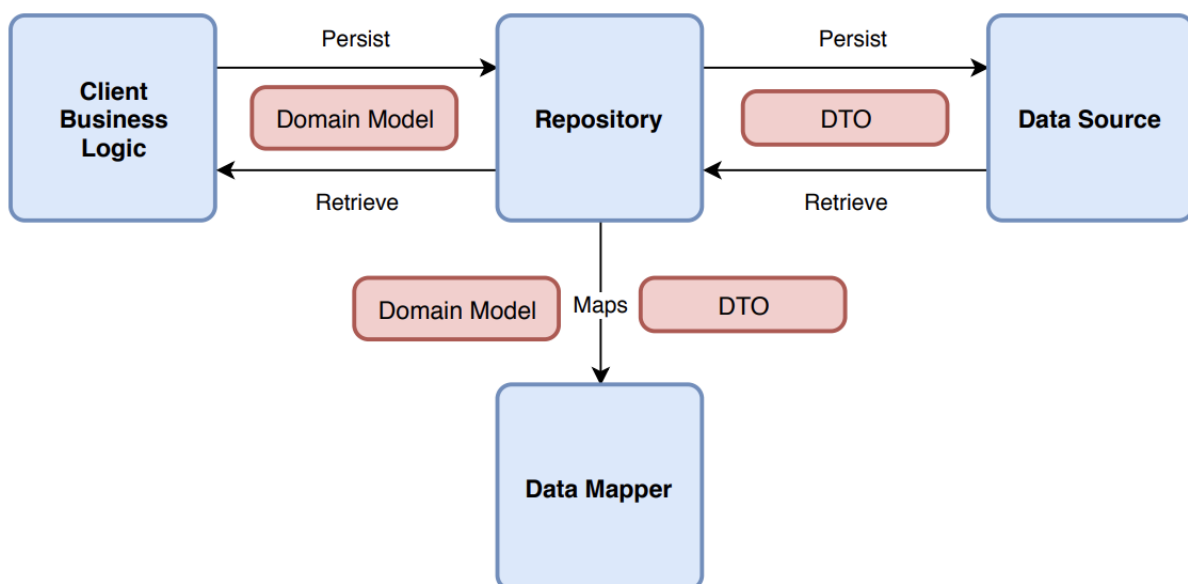 Persist
Persist
Client
Business
Logic
Domain Model
Repository
DTO
Data Source
Retrieve
Retrieve
Domain Model
Maps
DTO
Data Mapper